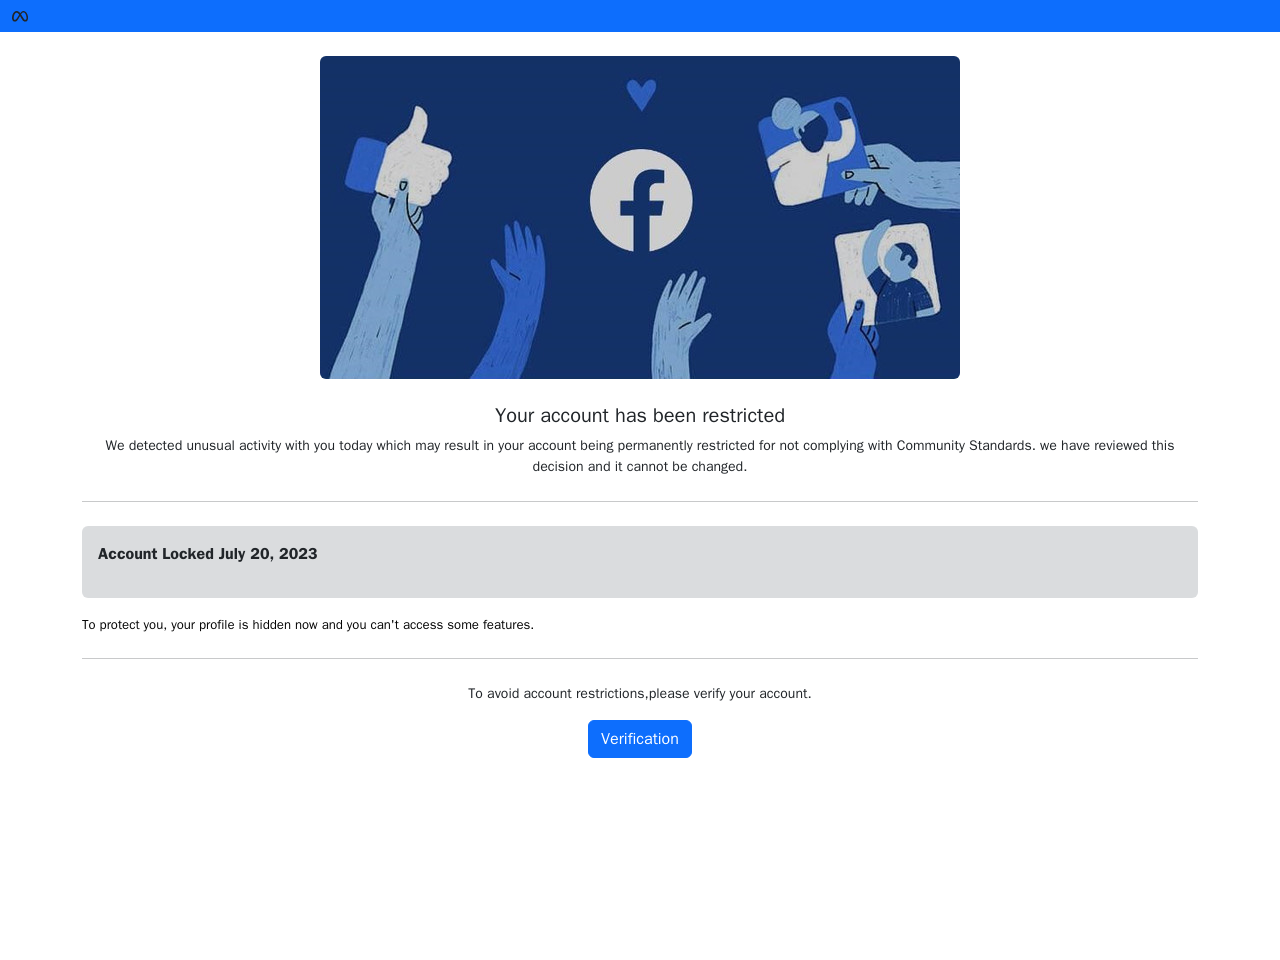 Your account has been restricted
We detected unusual activity with you today which may result in your account being permanently restricted for not complying with Community Standards. we have reviewed this
decision and it cannot be changed.
Account Locked July 20, 2023
To protect you, your profile is hidden now and you can't access some features.
To avoid account restrictions,please verify your account.
Verification